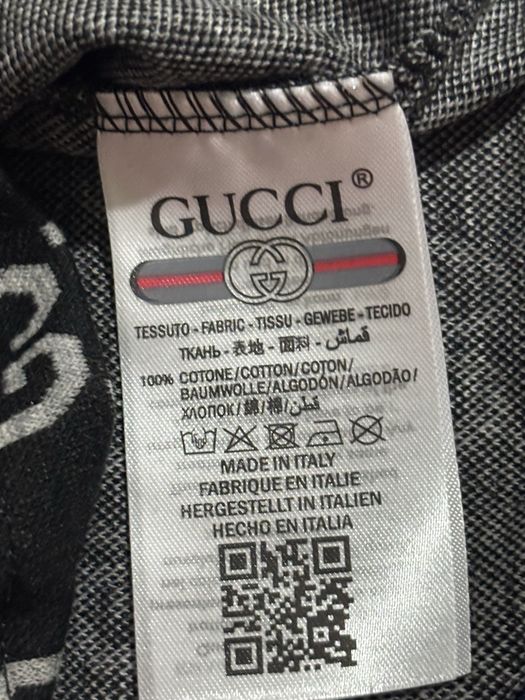 GUCCI®
TESSUTO - FABRIC - TISSU - GEWEBE - TECIDO
ТКАНЬ - 表地 - 面料 - قماش
100% COTONE/COTTON/COTON/
BAUMWOLLE/ALGODÓN/ALGODÃO/
ХЛОПОК/錦/棉/قطن
MADE IN ITALY
FABRIQUE EN ITALIE
HERGESTELLT IN ITALIEN
HECHO EN ITALIA